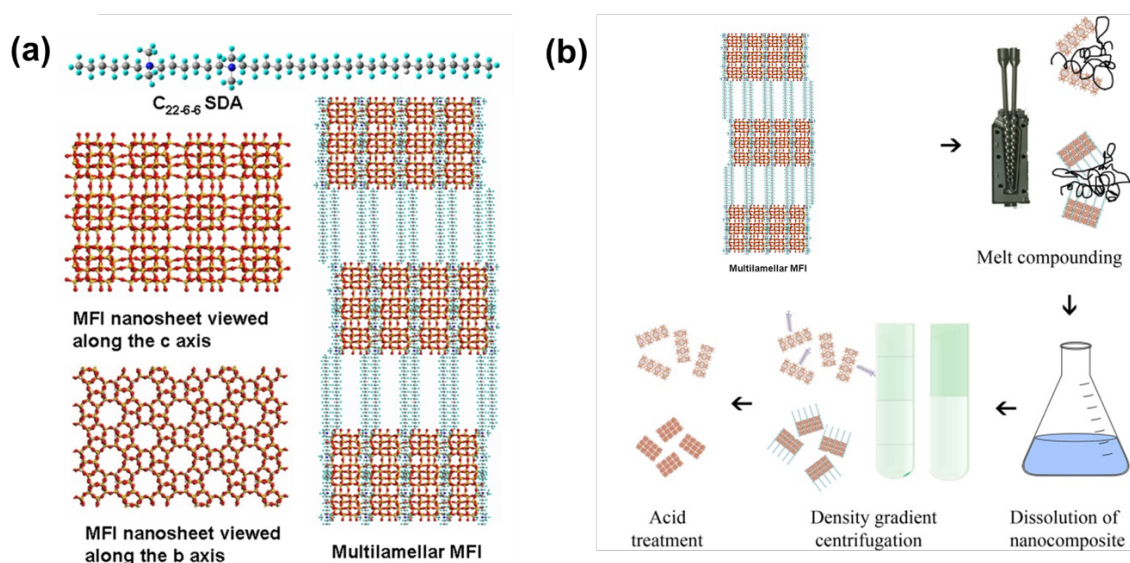 (a)
C22-6-6 SDA
MFI nanosheet viewed
along the c axis
MFI nanosheet viewed
along the b axis
Multilamellar MFI
(b)
Multilamellar MFI
Melt compounding
Acid
treatment
Density gradient
centrifugation
Dissolution of
nanocomposite